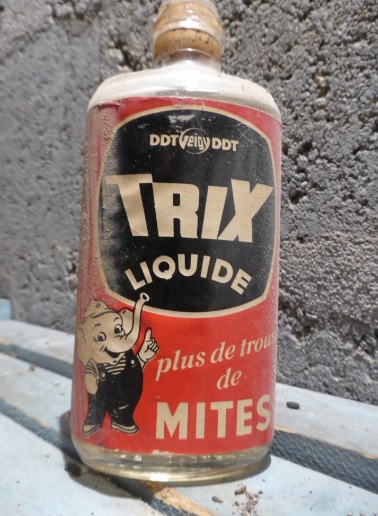 DDT Geigy DDT
TRIX
LIQUIDE
plus de trous
de
MITES